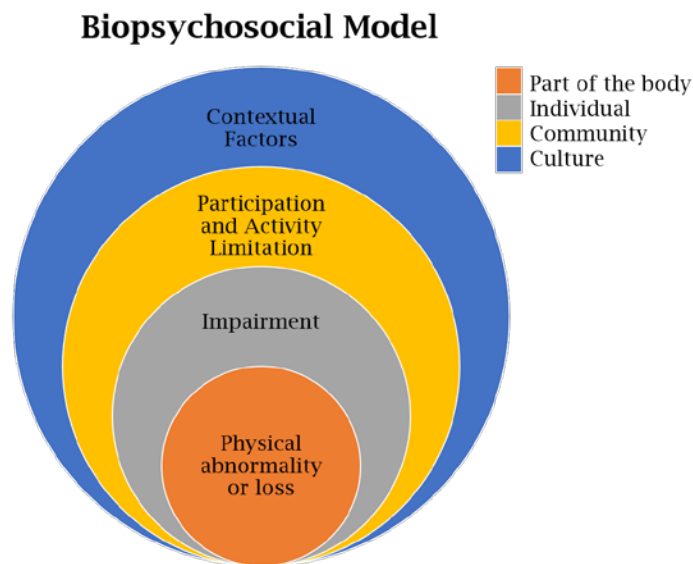 Biopsychosocial Model
Contextual
Factors
Participation
and Activity
Limitation
Impairment
Physical
abnormality
or loss
Part of the body
Individual
Community
Culture